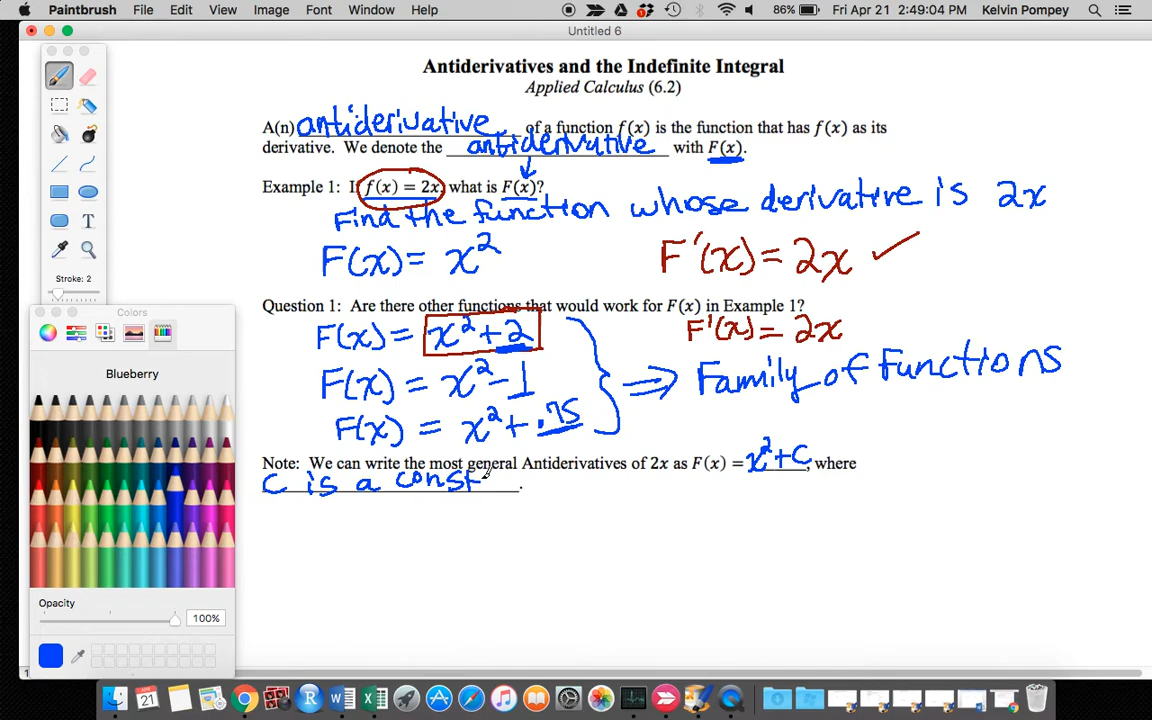 Paintbrush File Edit View Image Font Window Help 86% Fri Apr 21 2:49:04 PM Kelvin Pompey
Untitled 6
Antiderivatives and the Indefinite Integral
Applied Calculus (6.2)
A(n) antiderivative of a function f(x) is the function that has f(x) as its
derivative. We denote the antiderivative with F(x).
Example 1: If f(x) = 2x, what is F(x)?
Find the function whose derivative is 2x
F(x) = x² F'(x) = 2x ✓
Question 1: Are there other functions that would work for F(x) in Example 1?
F(x) = x² + 2 F'(x) = 2x
F(x) = x² - 1 ⇒ Family of Functions
F(x) = x² + .75
Note: We can write the most general Antiderivatives of 2x as F(x) = x² + C, where
C is a const.
T
Stroke: 2
Colors
Blueberry
Opacity
100%
1